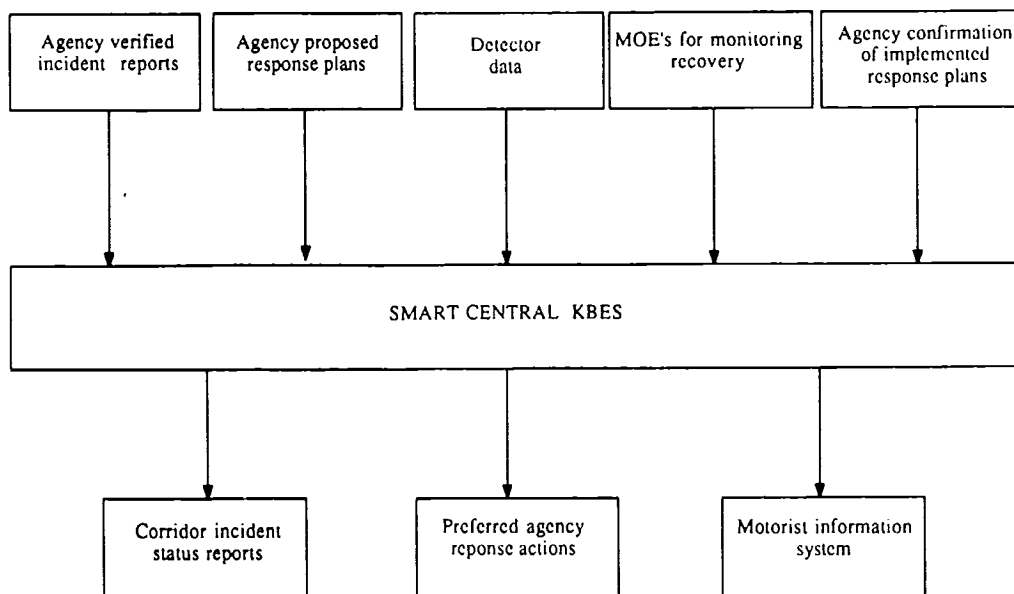 Agency verified
incident reports
Agency proposed
response plans
Detector
data
MOE's for monitoring
recovery
Agency confirmation
of implemented
response plans
SMART CENTRAL KBES
Corridor incident
status reports
Preferred agency
reponse actions
Motorist information
system